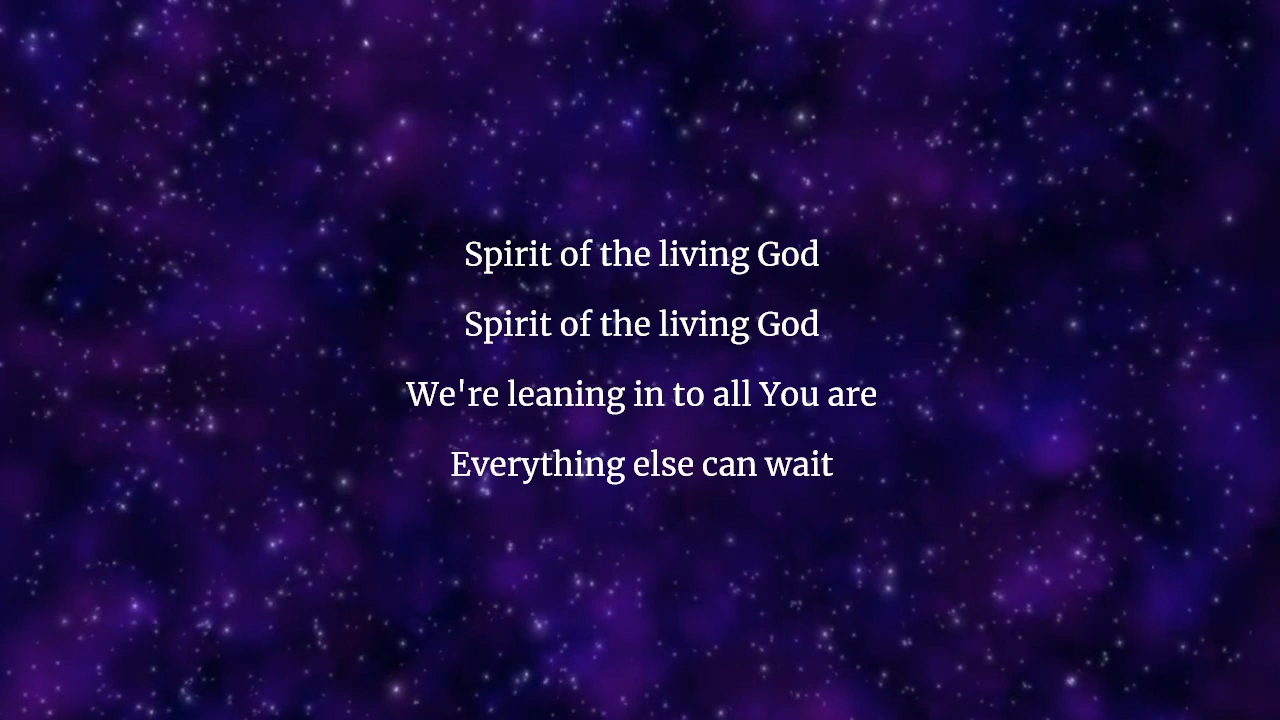 Spirit of the living God
Spirit of the living God
We're leaning in to all You are
Everything else can wait